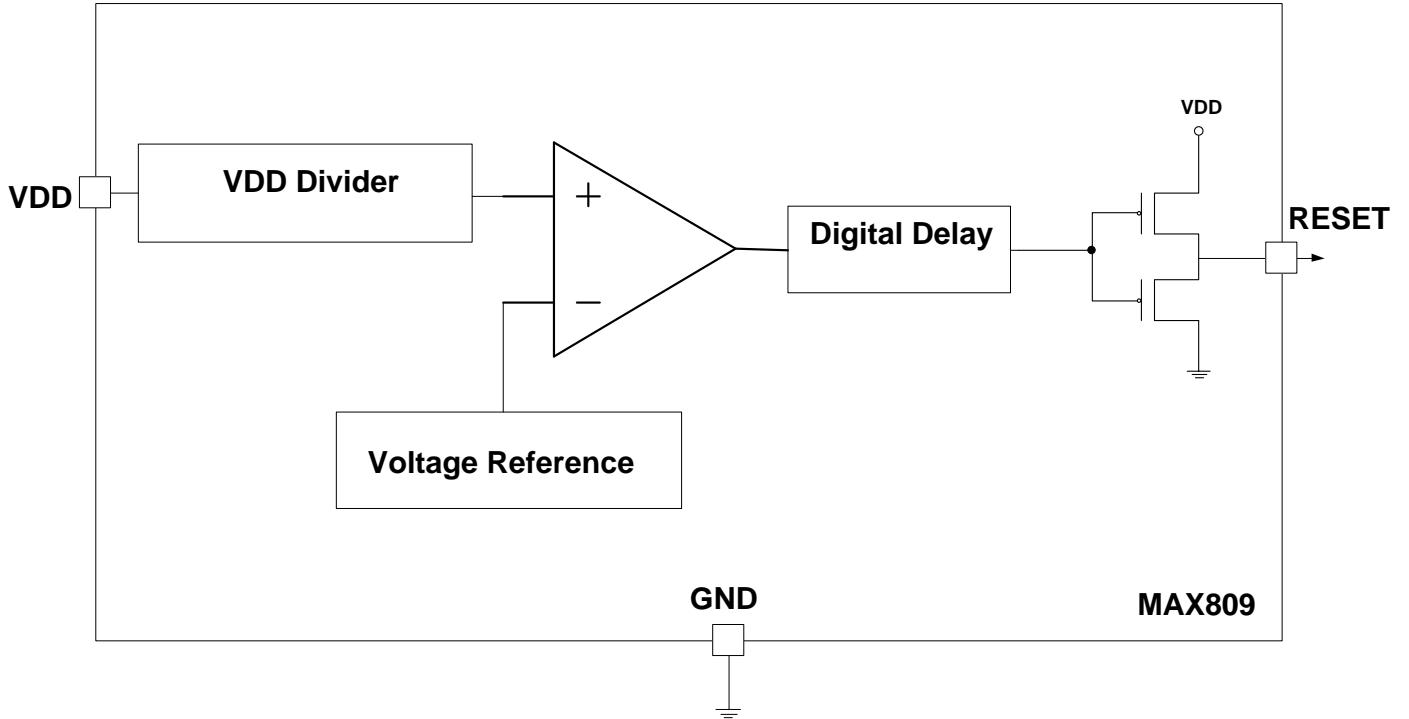 VDD
VDD
VDD Divider
+
Digital Delay
RESET
−
Voltage Reference
GND
MAX809